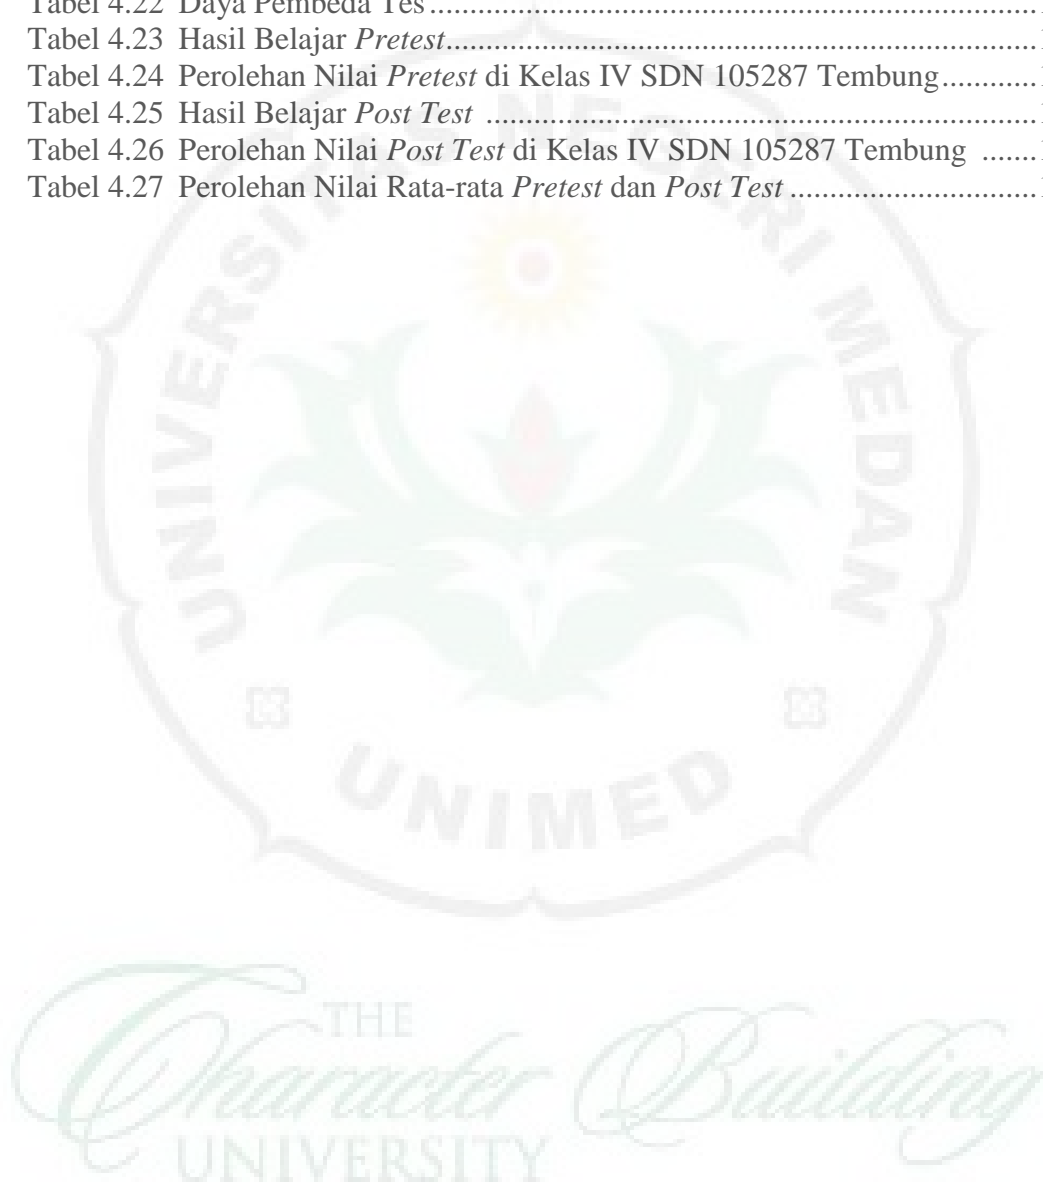 Tabel 4.22 Daya Pembeda Tes
Tabel 4.23 Hasil Belajar Pretest
Tabel 4.24 Perolehan Nilai Pretest di Kelas IV SDN 105287 Tembung
Tabel 4.25 Hasil Belajar Post Test
Tabel 4.26 Perolehan Nilai Post Test di Kelas IV SDN 105287 Tembung
Tabel 4.27 Perolehan Nilai Rata-rata Pretest dan Post Test
UNIVERSITAS NEGERI MEDAN
UNIMED
THE
Character Building
UNIVERSITY